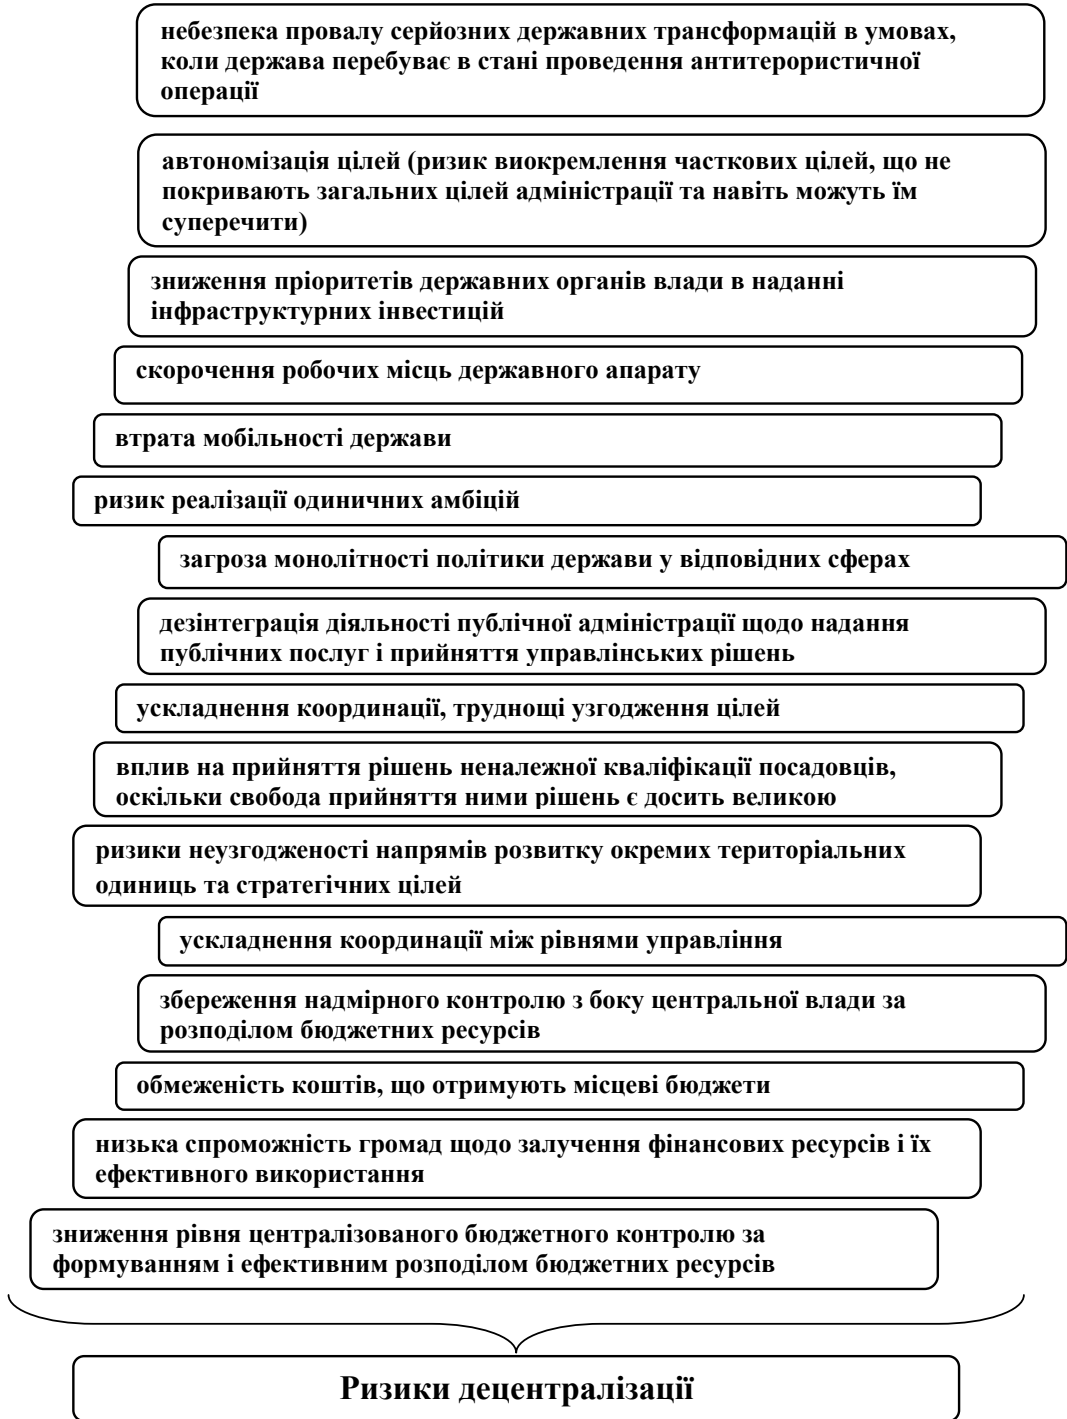 небезпека провалу серйозних державних трансформацій в умовах,
коли держава перебуває в стані проведення антитерористичної
операції
автономізація цілей (ризик виокремлення часткових цілей, що не
покривають загальних цілей адміністрації та навіть можуть їм
суперечити)
зниження пріоритетів державних органів влади в наданні
інфраструктурних інвестицій
скорочення робочих місць державного апарату
втрата мобільності держави
ризик реалізації одиничних амбіцій
загроза монолітності політики держави у відповідних сферах
дезінтеграція діяльності публічної адміністрації щодо надання
публічних послуг і прийняття управлінських рішень
ускладнення координації, труднощі узгодження цілей
вплив на прийняття рішень неналежної кваліфікації посадовців,
оскільки свобода прийняття ними рішень є досить великою
ризики неузгодженості напрямів розвитку окремих територіальних
одиниць та стратегічних цілей
ускладнення координації між рівнями управління
збереження надмірного контролю з боку центральної влади за
розподілом бюджетних ресурсів
обмеженість коштів, що отримують місцеві бюджети
низька спроможність громад щодо залучення фінансових ресурсів і їх
ефективного використання
зниження рівня централізованого бюджетного контролю за
формуванням і ефективним розподілом бюджетних ресурсів
Ризики децентралізації